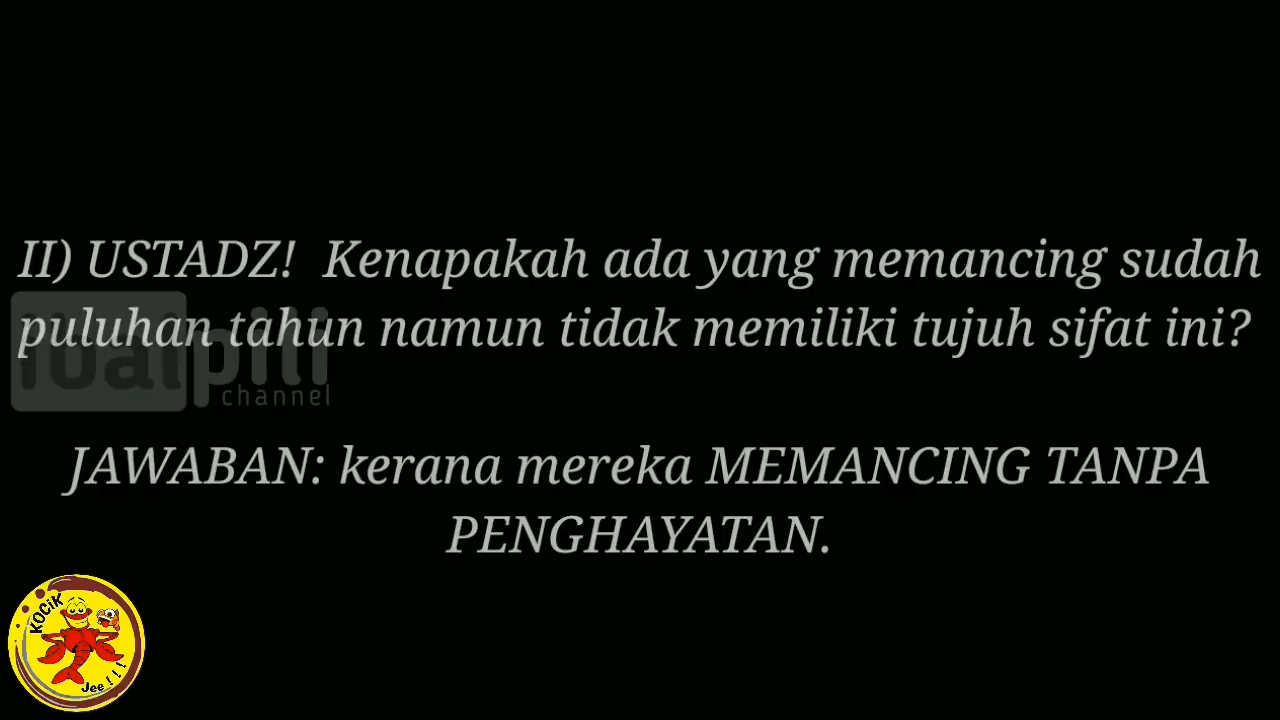 II) USTADZ! Kenapakah ada yang memancing sudah
puluhan tahun namun tidak memiliki tujuh sifat ini?
pili
channel
JAWABAN: kerana mereka MEMANCING TANPA
PENGHAYATAN.
KOCiK
Jee!!!